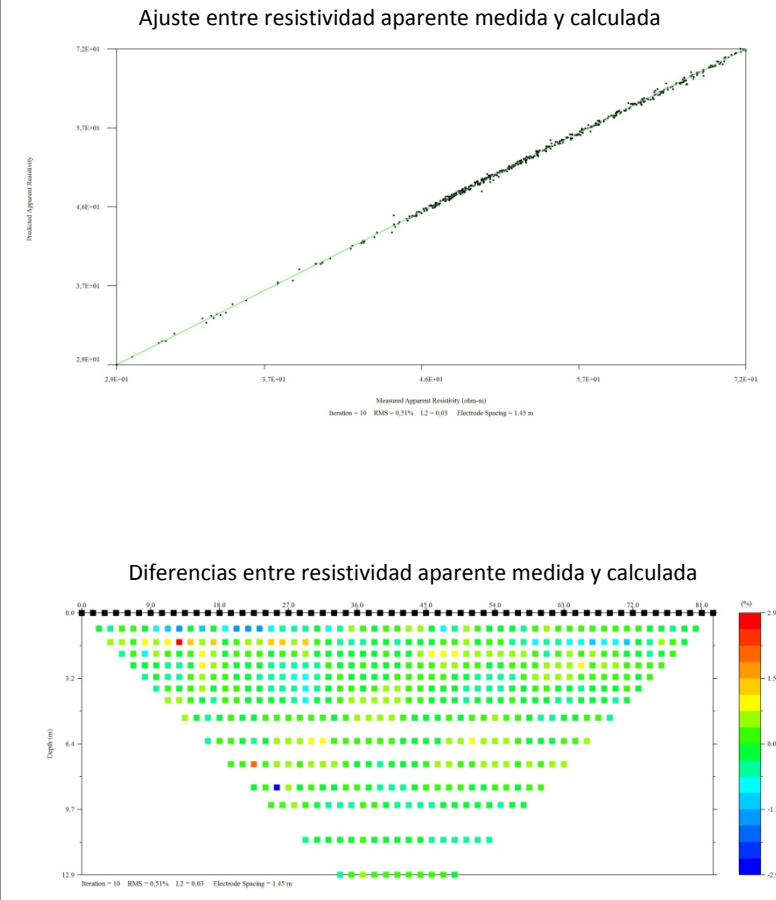 Ajuste entre resistividad aparente medida y calculada
7,2E+01
5,7E+01
4,6E+01
3,7E+01
2,9E+01
Predicted Apparent Resistivity
2,9E+01 3,7E+01 4,6E+01 5,7E+01 7,2E+01
Measured Apparent Resistivity (ohm-m)
Iteration = 10 RMS = 0,51% L2 = 0,03 Electrode Spacing = 1.45 m
Diferencias entre resistividad aparente medida y calculada
0.0 9.0 18.0 27.0 36.0 45.0 54.0 63.0 72.0 81.0
0.0
3.2
6.4
9.7
12.9
Depth (m)
(%)
2.9
1.5
0.0
-1.
-2.9
Iteration = 10 RMS = 0,51% L2 = 0,03 Electrode Spacing = 1.45 m